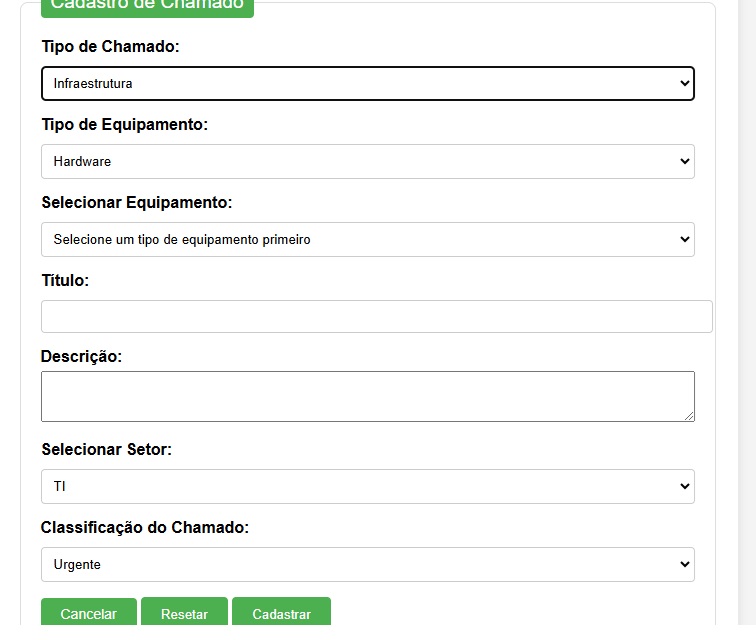 Cadastro de Chamado
Tipo de Chamado:
Infraestrutura
Tipo de Equipamento:
Hardware
Selecionar Equipamento:
Selecione um tipo de equipamento primeiro
Título:
Descrição:
Selecionar Setor:
TI
Classificação do Chamado:
Urgente
Cancelar Resetar Cadastrar